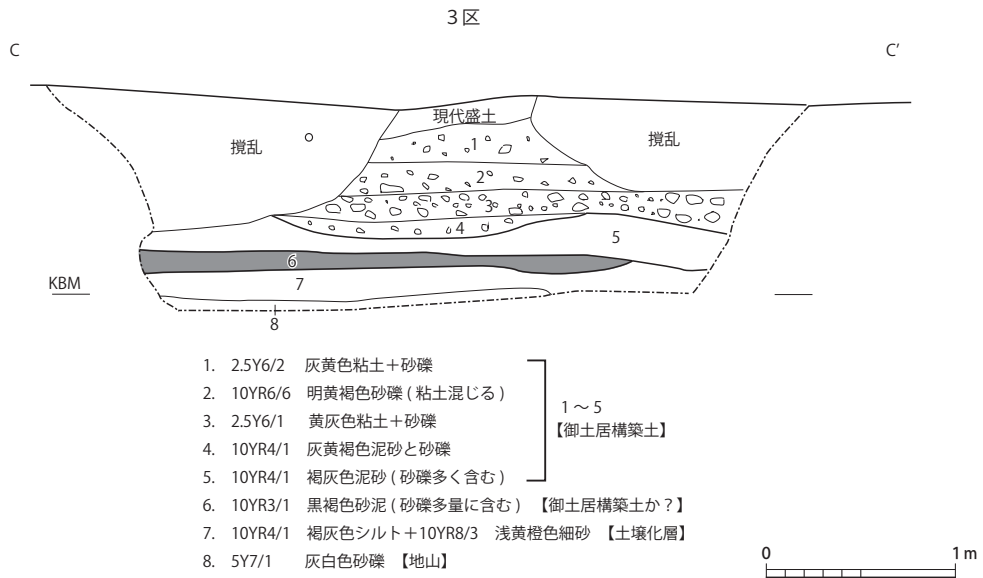 3区
C C’
現代盛土
撹乱 撹乱
1
2
3
4
5
6
7
KBM
8
1. 2.5Y6/2 灰黄色粘土＋砂礫
2. 10YR6/6 明黄褐色砂礫 ( 粘土混じる )
3. 2.5Y6/1 黄灰色粘土＋砂礫
4. 10YR4/1 灰黄褐色泥砂と砂礫
5. 10YR4/1 褐灰色泥砂 ( 砂礫多く含む )
1～5
【御土居構築土】
6. 10YR3/1 黒褐色砂泥 ( 砂礫多量に含む ) 【御土居構築土か？】
7. 10YR4/1 褐灰色シルト＋10YR8/3 浅黄橙色細砂 【土壌化層】
8. 5Y7/1 灰白色砂礫 【地山】
0 1 m